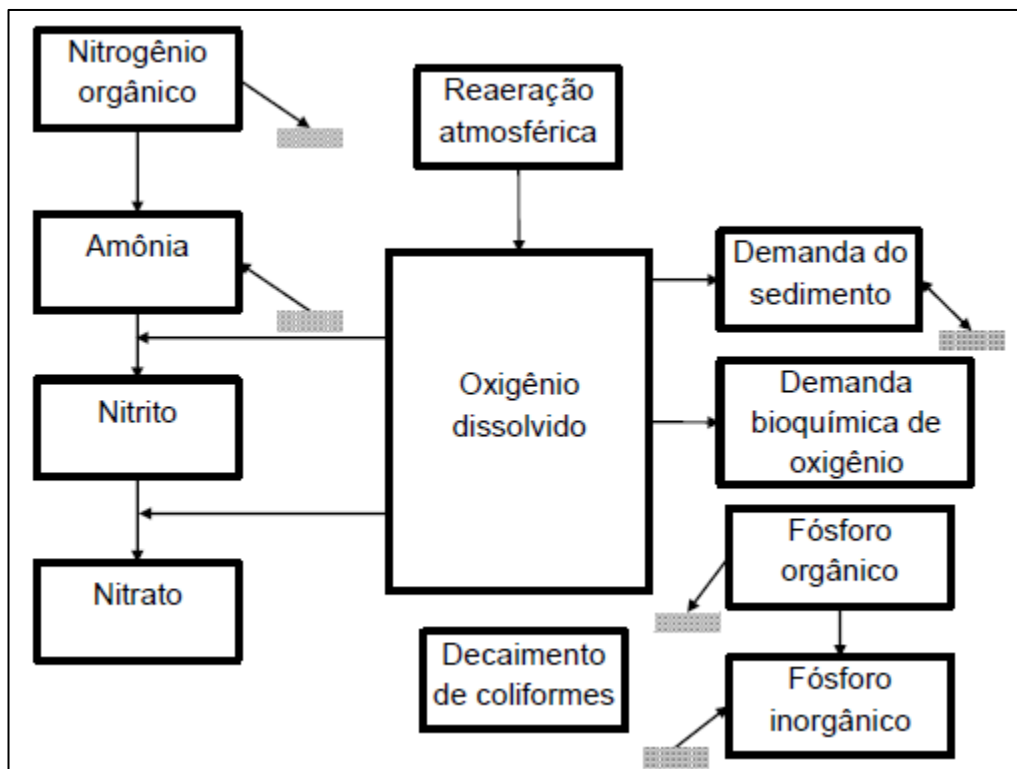 Nitrogênio
orgânico
Reaeração
atmosférica
Amônia
Demanda do
sedimento
Oxigênio
dissolvido
Nitrito
Demanda
bioquímica de
oxigênio
Fósforo
orgânico
Nitrato
Decaimento
de coliformes
Fósforo
inorgânico